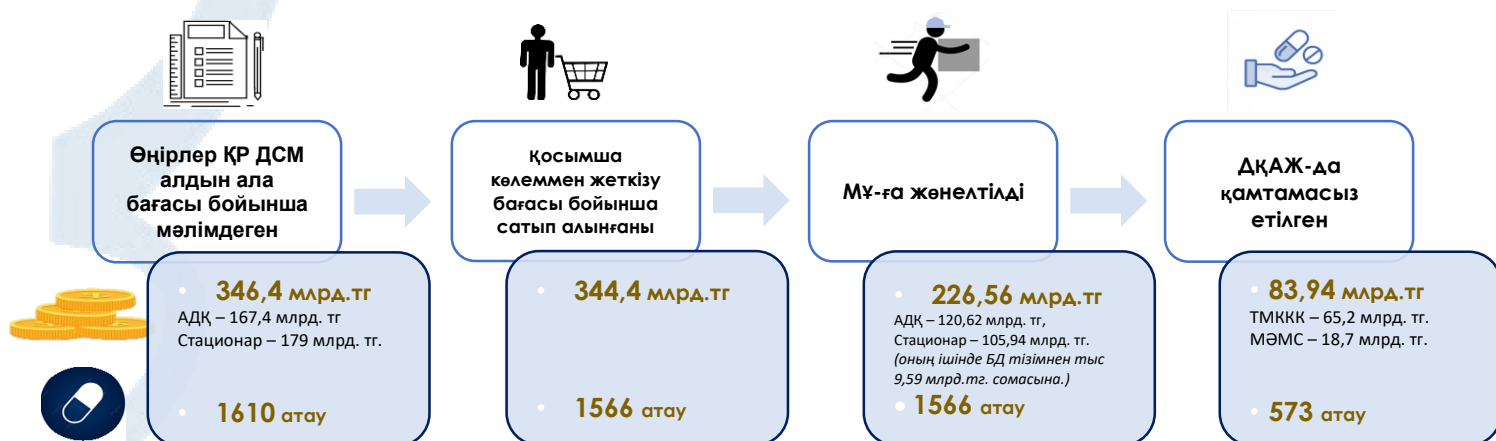 Өңірлер ҚР ДСМ
алдын ала
бағасы бойынша
мәлімдеген
346,4 млрд.тг
АДҚ – 167,4 млрд. тг
Стационар – 179 млрд. тг.
1610 атау
Қосымша
көлеммен жеткізу
бағасы бойынша
сатып алынғаны
344,4 млрд.тг
1566 атау
МҰ-ға жөнелтілді
226,56 млрд.тг
АДҚ – 120,62 млрд. тг,
Стационар – 105,94 млрд. тг.
(оның ішінде БД тізімнен тыс
9,59 млрд.тг. сомасына.)
1566 атау
ДҚАЖ-да
қамтамасыз
етілген
83,94 млрд.тг
ТМККК – 65,2 млрд. тг.
МӘМС – 18,7 млрд. тг.
573 атау